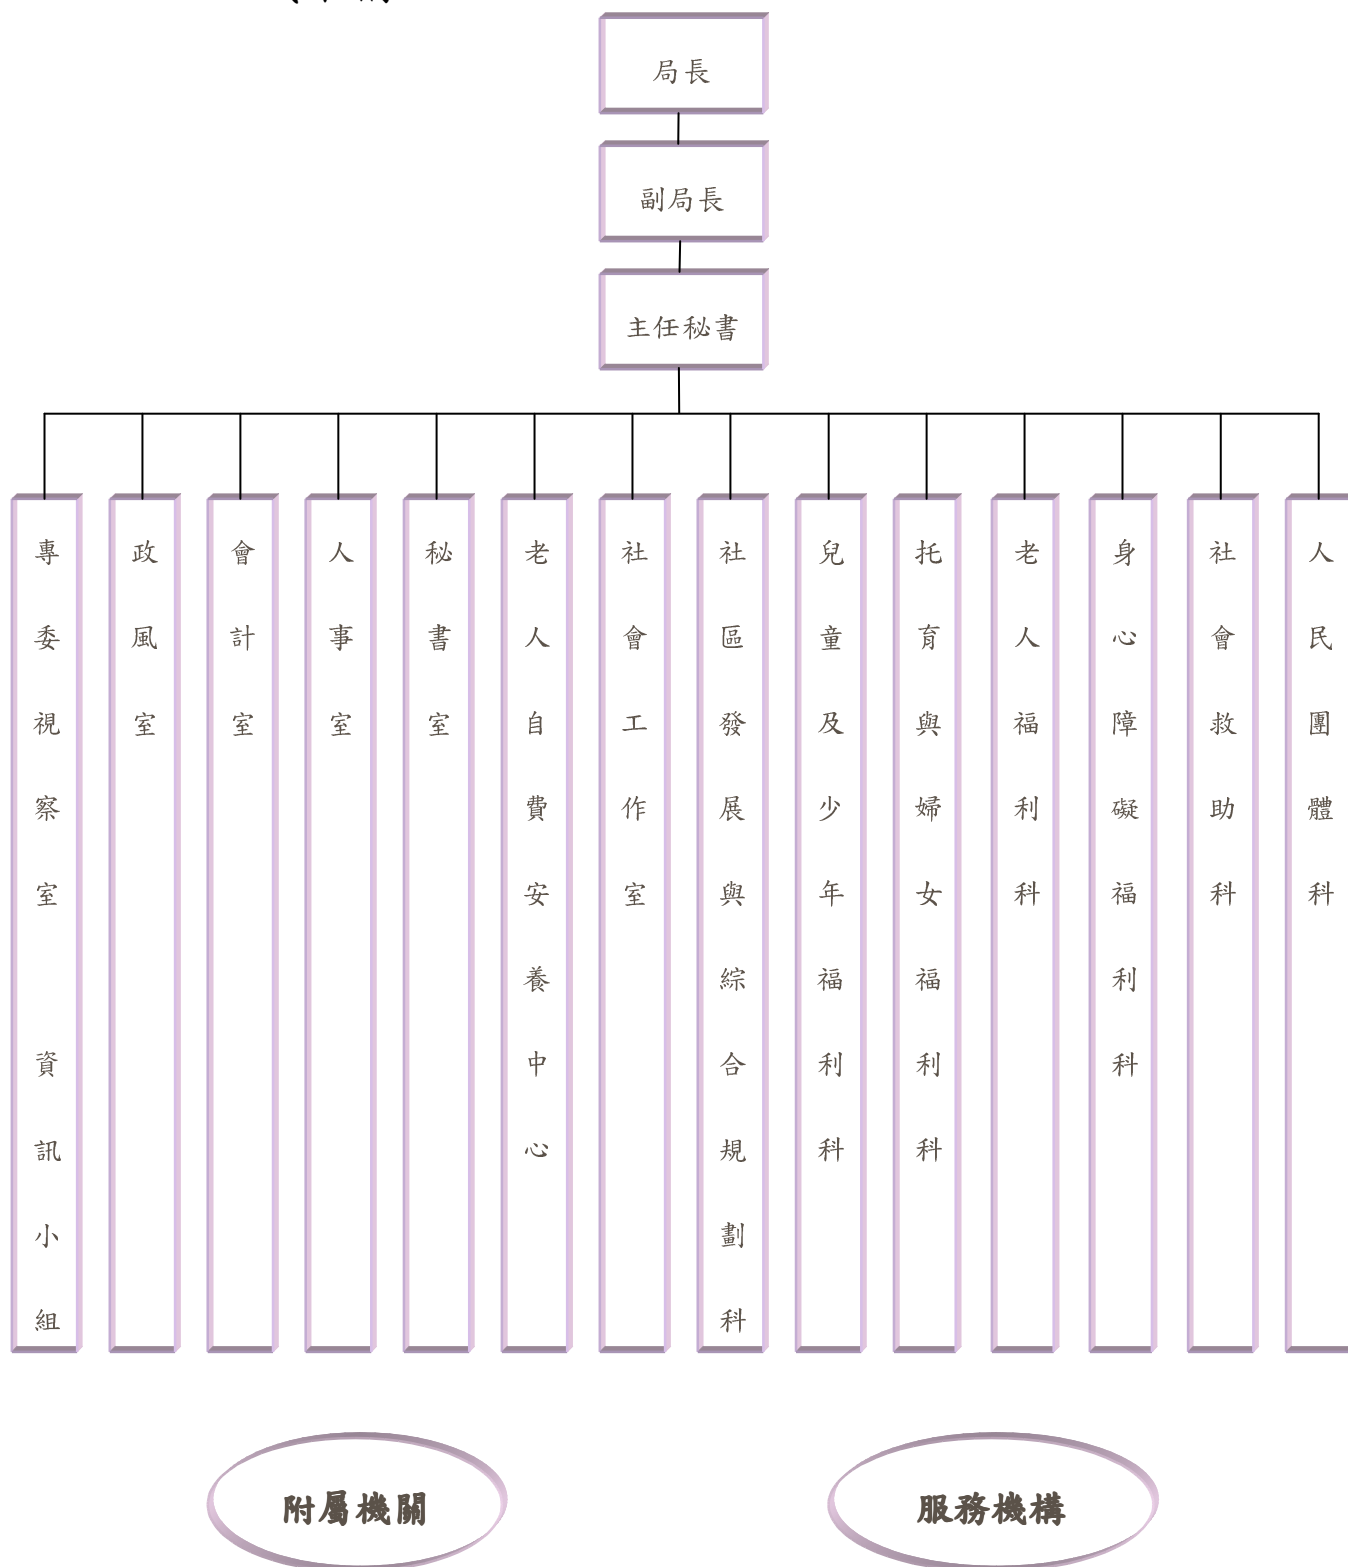 局長
副局長
主任秘書
專委視察室 資訊小組
政風室
會計室
人事室
秘書室
老人自費安養中心
社會工作室
社區發展與綜合規劃科
兒童及少年福利科
托育與婦女福利科
老人福利科
身心障礙福利科
社會救助科
人民團體科
附屬機關
服務機構